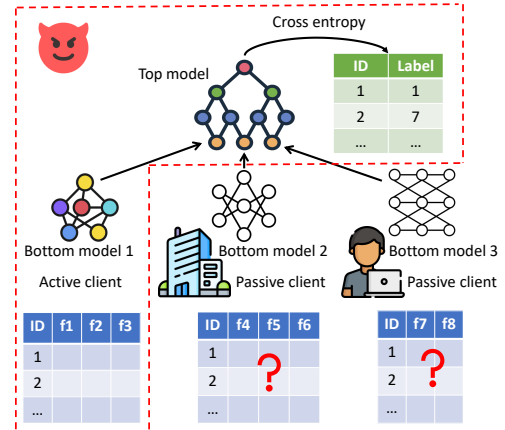 Cross entropy
Top model
ID Label
1 1
2 7
... ...
Bottom model 1
Bottom model 2
Bottom model 3
Active client
Passive client
Passive client
ID f1 f2 f3
1
2
...
ID f4 f5 f6
1
2
...
?
ID f7 f8
1
2
...
?